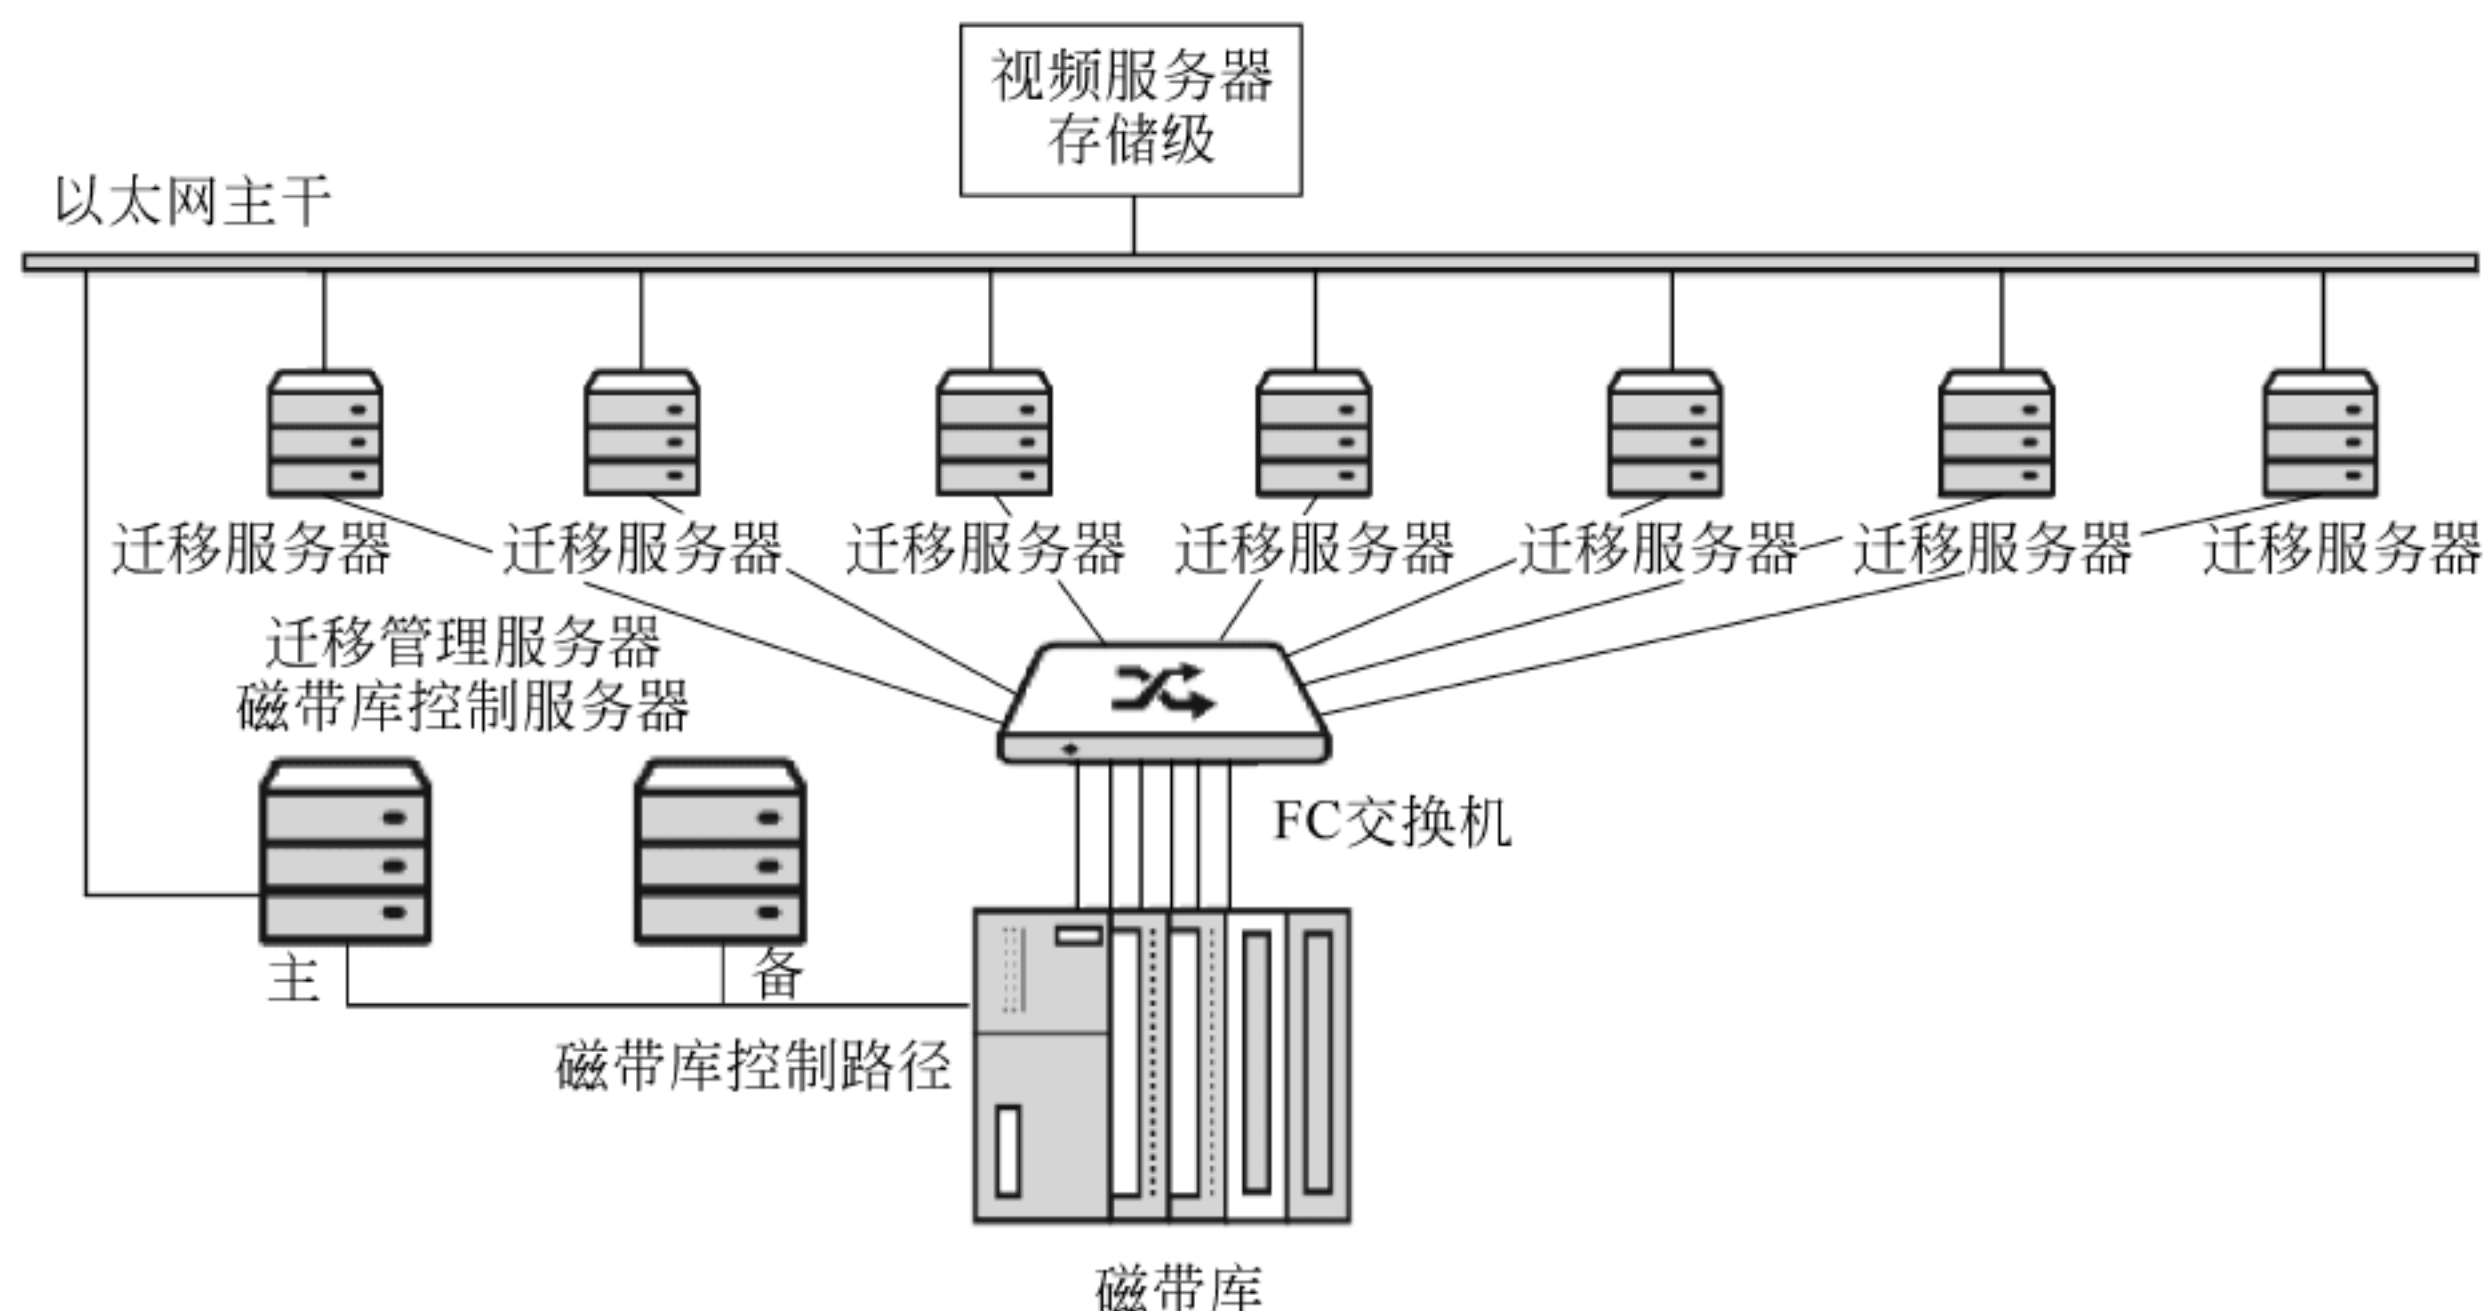 视频服务器
存储级
以太网主干
迁移服务器
迁移服务器
迁移服务器
迁移服务器
迁移服务器
迁移服务器
迁移服务器
迁移管理服务器
磁带库控制服务器
FC交换机
主
备
磁带库控制路径
磁带库